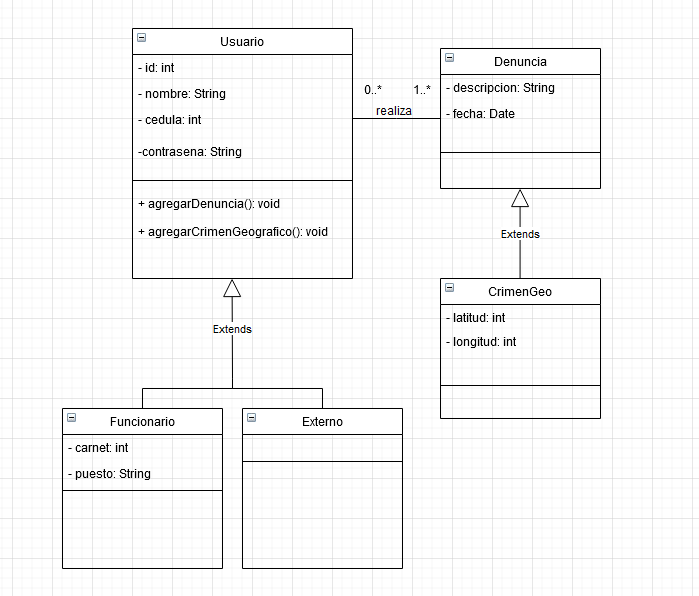 Usuario
- id: int
- nombre: String
- cedula: int
-contrasena: String
+ agregarDenuncia(): void
+ agregarCrimenGeografico(): void
0..* 1..*
realiza
Denuncia
- descripcion: String
- fecha: Date
Extends
CrimenGeo
- latitud: int
- longitud: int
Extends
Funcionario
- carnet: int
- puesto: String
Externo